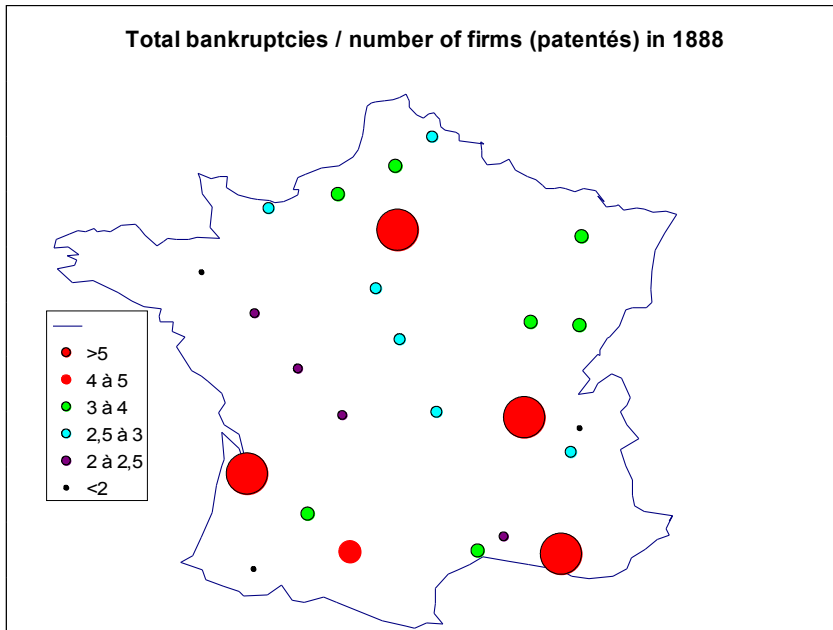 Total bankruptcies / number of firms (patentés) in 1888
>5
4 à 5
3 à 4
2,5 à 3
2 à 2,5
<2